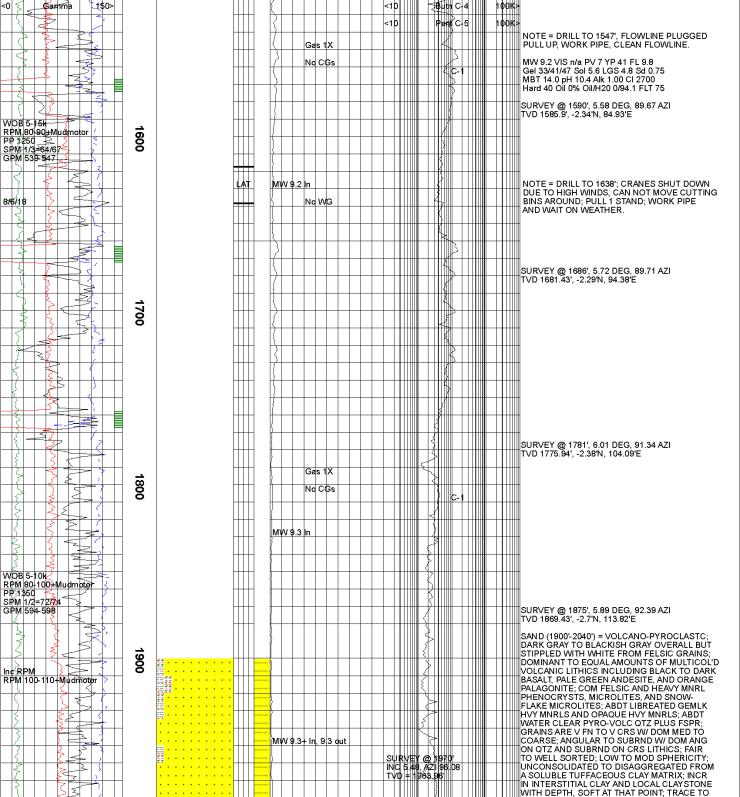 <0 Gamma 150>
<10 Butn C-4 100K>
<10 Pent C-5 100K>
Gas 1X
No CGs
C-1
NOTE = DRILL TO 1547', FLOWLINE PLUGGED
PULL UP, WORK PIPE, CLEAN FLOWLINE.
MW 9.2 VIS n/a PV 7 YP 41 FL 9.8
Gel 33/41/47 Sol 5.6 LGS 4.8 Sd 0.75
MBT 14.0 pH 10.4 Alk 1.00 Cl 2700
Hard 40 Oil 0% Oil/H20 0/94.1 FLT 75
SURVEY @ 1590', 5.58 DEG, 89.67 AZI
TVD 1585.9', -2.34'N, 84.93'E
WOB 5-15k
RPM 80-90+Mudmotor
PP 1250
SPM 1/3=64/67
GPM 539-547
1600
LAT
MW 9.2 In
No WG
8/6/18
NOTE = DRILL TO 1638'; CRANES SHUT DOWN
DUE TO HIGH WINDS, CAN NOT MOVE CUTTING
BINS AROUND; PULL 1 STAND; WORK PIPE
AND WAIT ON WEATHER.
SURVEY @ 1686', 5.72 DEG, 89.71 AZI
TVD 1681.43', -2.29'N, 94.38'E
1700
SURVEY @ 1781', 6.01 DEG, 91.34 AZI
TVD 1775.94', -2.38'N, 104.09'E
Gas 1X
No CGs
C-1
1800
MW 9.3 In
WOB 5-10k
RPM 80-100+Mudmotor
PP 1350
SPM 1/2=72/74
GPM 594-598
SURVEY @ 1875', 5.89 DEG, 92.39 AZI
TVD 1869.43', -2.7'N, 113.82'E
1900
Inc RPM
RPM 100-110+Mudmotor
SAND (1900'-2040') = VOLCANO-PYROCLASTC;
DARK GRAY TO BLACKISH GRAY OVERALL BUT
STIPPLED WITH WHITE FROM FELSIC GRAINS;
DOMINANT TO EQUAL AMOUNTS OF MULTICOL'D
VOLCANIC LITHICS INCLUDING BLACK TO DARK
BASALT, PALE GREEN ANDESITE, AND ORANGE
PALAGONITE; COM FELSIC AND HEAVY MNRL
PHENOCRYSTS, MICROLITES, AND SNOW-
FLAKE MICROLITES; ABDT LIBREATED GEMLK
HVY MNRLS AND OPAQUE HVY MNRLS; ABDT
WATER CLEAR PYRO-VOLC QTZ PLUS FSPR;
GRAINS ARE V FN TO V CRS W/ DOM MED TO
COARSE; ANGULAR TO SUBRND W/ DOM ANG
ON QTZ AND SUBRND ON CRS LITHICS; FAIR
TO WELL SORTED; LOW TO MOD SPHERICITY;
UNCONSOLIDATED TO DISAGGREGATED FROM
A SOLUBLE TUFFACEOUS CLAY MATRIX; INCR
IN INTERSTITIAL CLAY AND LOCAL CLAYSTONE
WITH DEPTH, SOFT AT THAT POINT; TRACE TO
MW 9.3+ In, 9.3 out
SURVEY @ 1970'
INC 5.48, AZI 96.08
TVD = 1963.96'